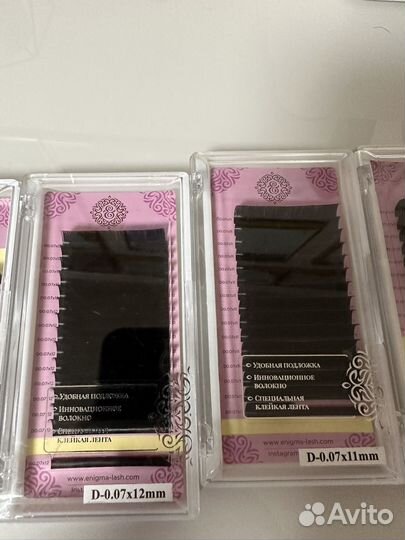 УДОБНАЯ ПОДЛОЖКА
ИННОВАЦИОННОЕ
ВОЛОКНО
СПЕЦИАЛЬНАЯ
КЛЕЙКАЯ ЛЕНТА
www.enigma-lash.com
D-0.07x12mm
УДОБНАЯ ПОДЛОЖКА
ИННОВАЦИОННОЕ
ВОЛОКНО
СПЕЦИАЛЬНАЯ
КЛЕЙКАЯ ЛЕНТА
www.enigma-lash.com
D-0.07x11mm
Avito